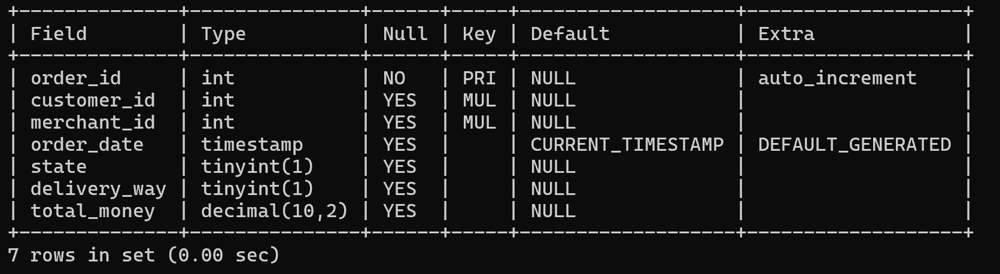 +--------------+---------------+------+-----+-------------------+-------------------+
| Field        | Type          | Null | Key | Default           | Extra             |
+--------------+---------------+------+-----+-------------------+-------------------+
| order_id     | int           | NO   | PRI | NULL              | auto_increment    |
| customer_id  | int           | YES  | MUL | NULL              |                   |
| merchant_id  | int           | YES  | MUL | NULL              |                   |
| order_date   | timestamp     | YES  |     | CURRENT_TIMESTAMP | DEFAULT_GENERATED |
| state        | tinyint(1)    | YES  |     | NULL              |                   |
| delivery_way | tinyint(1)    | YES  |     | NULL              |                   |
| total_money  | decimal(10,2) | YES  |     | NULL              |                   |
+--------------+---------------+------+-----+-------------------+-------------------+
7 rows in set (0.00 sec)